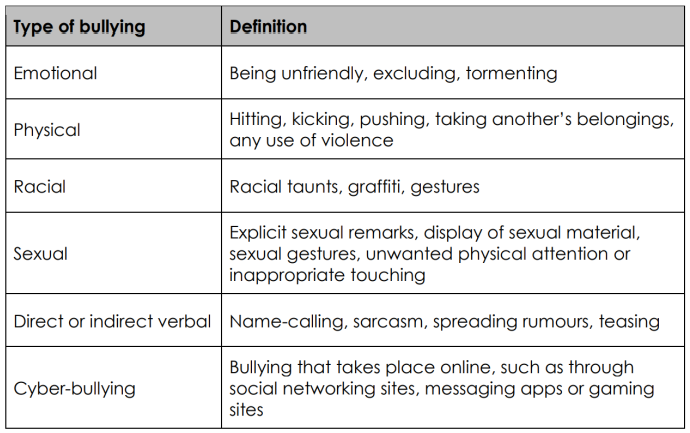 Type of bullying
Definition
Emotional
Being unfriendly, excluding, tormenting
Physical
Hitting, kicking, pushing, taking another’s belongings,
any use of violence
Racial
Racial taunts, graffiti, gestures
Sexual
Explicit sexual remarks, display of sexual material,
sexual gestures, unwanted physical attention or
inappropriate touching
Direct or indirect verbal
Name-calling, sarcasm, spreading rumours, teasing
Cyber-bullying
Bullying that takes place online, such as through
social networking sites, messaging apps or gaming
sites